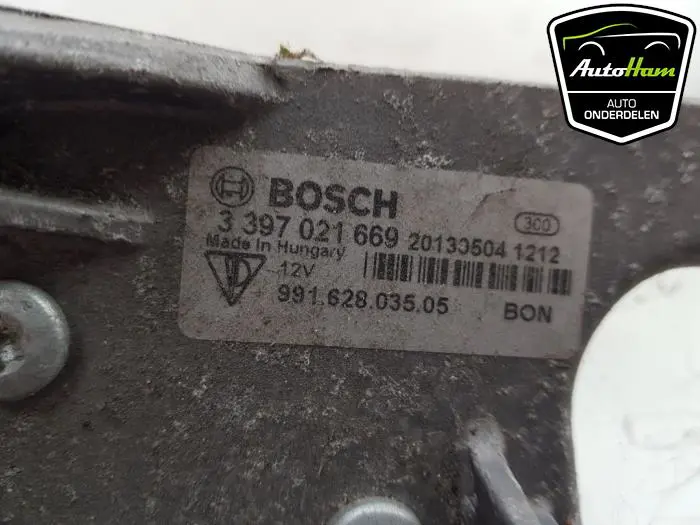 AutoHam
AUTO
ONDERDELEN
BOSCH
300
3 397 021 669 20130504 1212
Made in Hungary
12V
991.628.035.05
BON